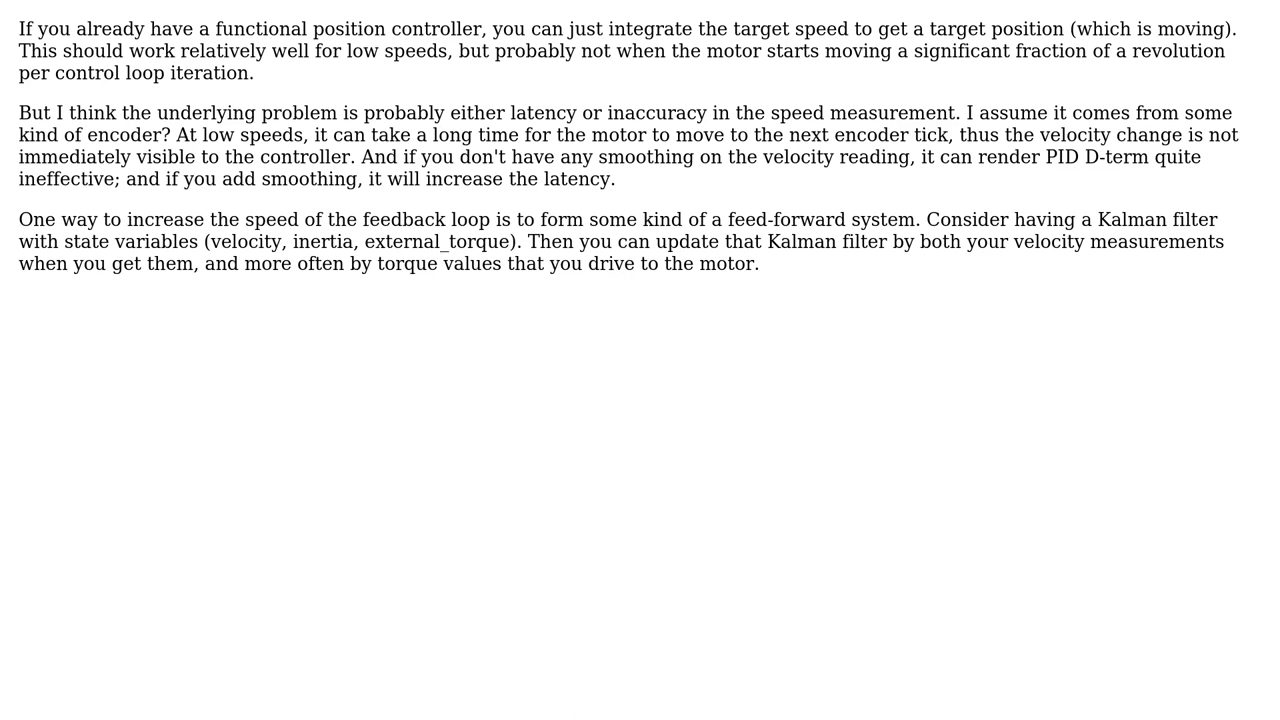 If you already have a functional position controller, you can just integrate the target speed to get a target position (which is moving).
This should work relatively well for low speeds, but probably not when the motor starts moving a significant fraction of a revolution
per control loop iteration.
But I think the underlying problem is probably either latency or inaccuracy in the speed measurement. I assume it comes from some
kind of encoder? At low speeds, it can take a long time for the motor to move to the next encoder tick, thus the velocity change is not
immediately visible to the controller. And if you don't have any smoothing on the velocity reading, it can render PID D-term quite
ineffective; and if you add smoothing, it will increase the latency.
One way to increase the speed of the feedback loop is to form some kind of a feed-forward system. Consider having a Kalman filter
with state variables (velocity, inertia, external_torque). Then you can update that Kalman filter by both your velocity measurements
when you get them, and more often by torque values that you drive to the motor.